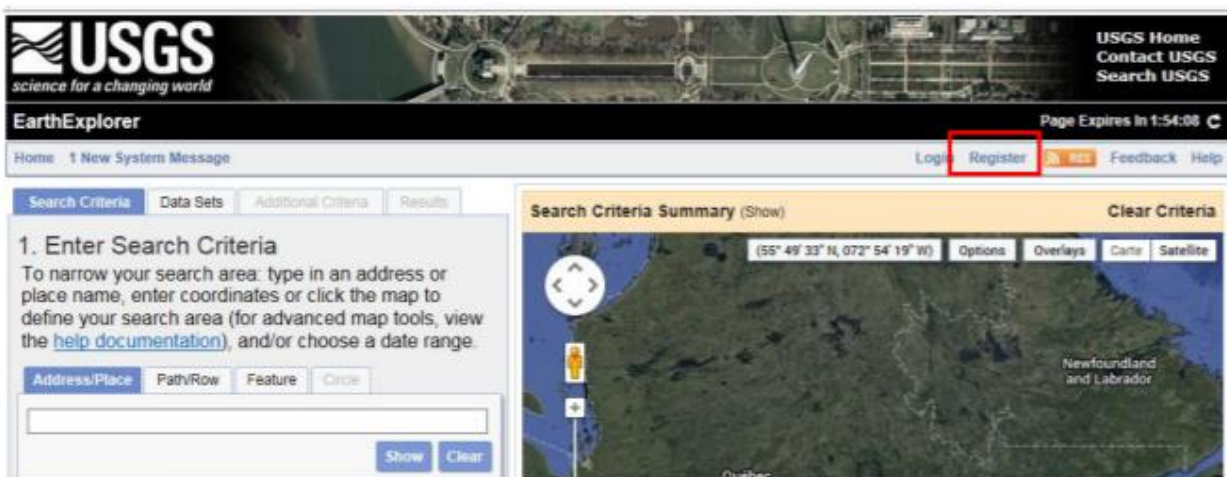 USGS
science for a changing world
USGS Home
Contact USGS
Search USGS
EarthExplorer
Page Expires In 1:54:08
Home 1 New System Message
Login Register RSS Feedback Help
Search Criteria Data Sets Additional Criteria Results
1. Enter Search Criteria
To narrow your search area: type in an address or
place name, enter coordinates or click the map to
define your search area (for advanced map tools, view
the help documentation), and/or choose a date range.
Address/Place Path/Row Feature Circle
Show Clear
Search Criteria Summary (Show) Clear Criteria
(55° 49' 33" N, 072° 54' 19" W) Options Overlays Carte Satellite
Newfoundland
and Labrador
Québec